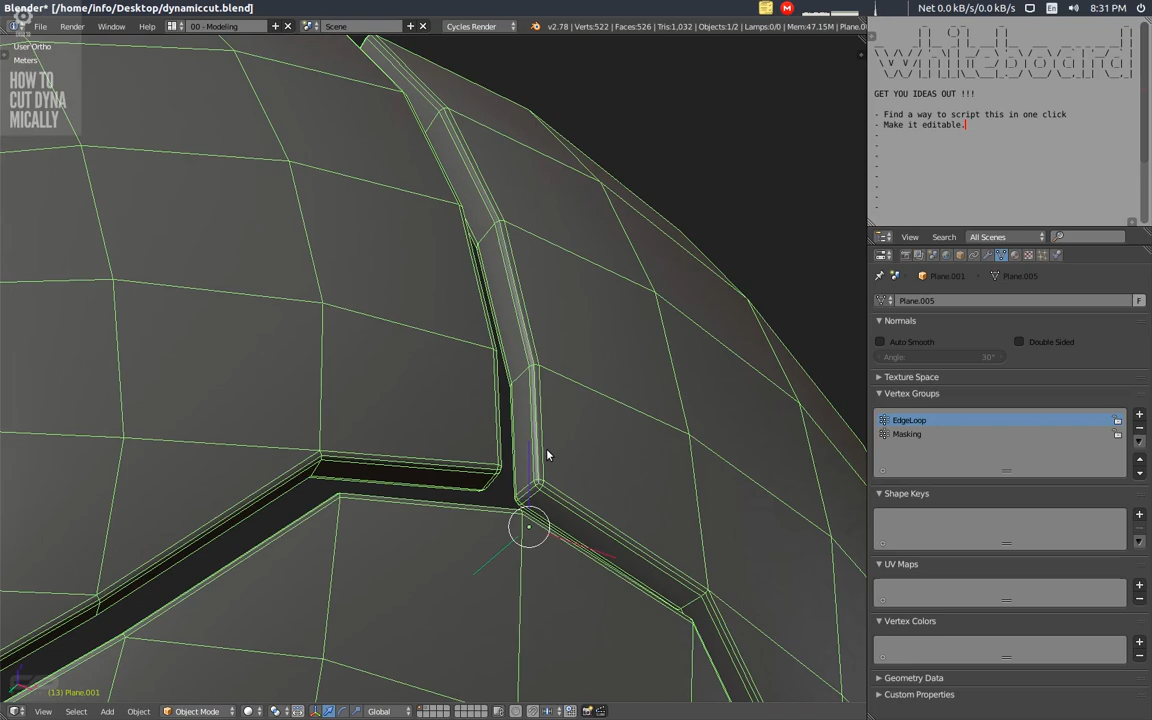 Blender* [/home/info/Desktop/dynamiccut.blend]
Net 0.0 kB/s/0.0 kB/s En 8:31 PM
File Render Window Help 00 - Modeling Scene Cycles Render v2.78 | Verts:522 | Faces:526 | Tris:1,032 | Objects:1/2 | Mem:47.15M | Plane.0
User Ortho
Meters
HOW TO
CUT DYNA
MICALLY
whiteboard
GET YOU IDEAS OUT !!!
- Find a way to script this in one click
- Make it editable.
-
-
-
-
-
-
-
-
View Search All Scenes
Plane.001 Plane.005
Plane.005 F
Normals
Auto Smooth Double Sided
Angle: 30°
Texture Space
Vertex Groups
EdgeLoop
Masking
Shape Keys
UV Maps
Vertex Colors
Geometry Data
Custom Properties
(13) Plane.001
View Select Add Object Object Mode Global